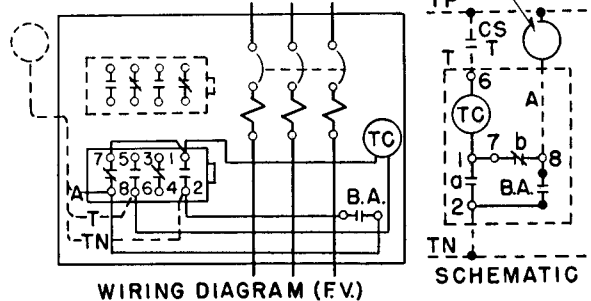 TP
CS
T
T
6
TC
A
1
7
b
8
a
B.A.
2
TN
SCHEMATIC
TC
7 5 3 1
8 6 4 2
A
T
TN
B.A.
WIRING DIAGRAM (F.V.)